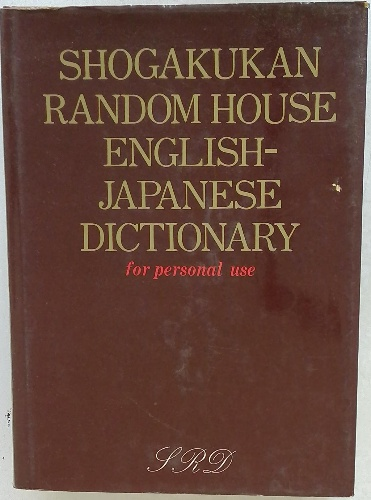 SHOGAKUKAN
RANDOM HOUSE
ENGLISH-
JAPANESE
DICTIONARY
for personal use
SRD